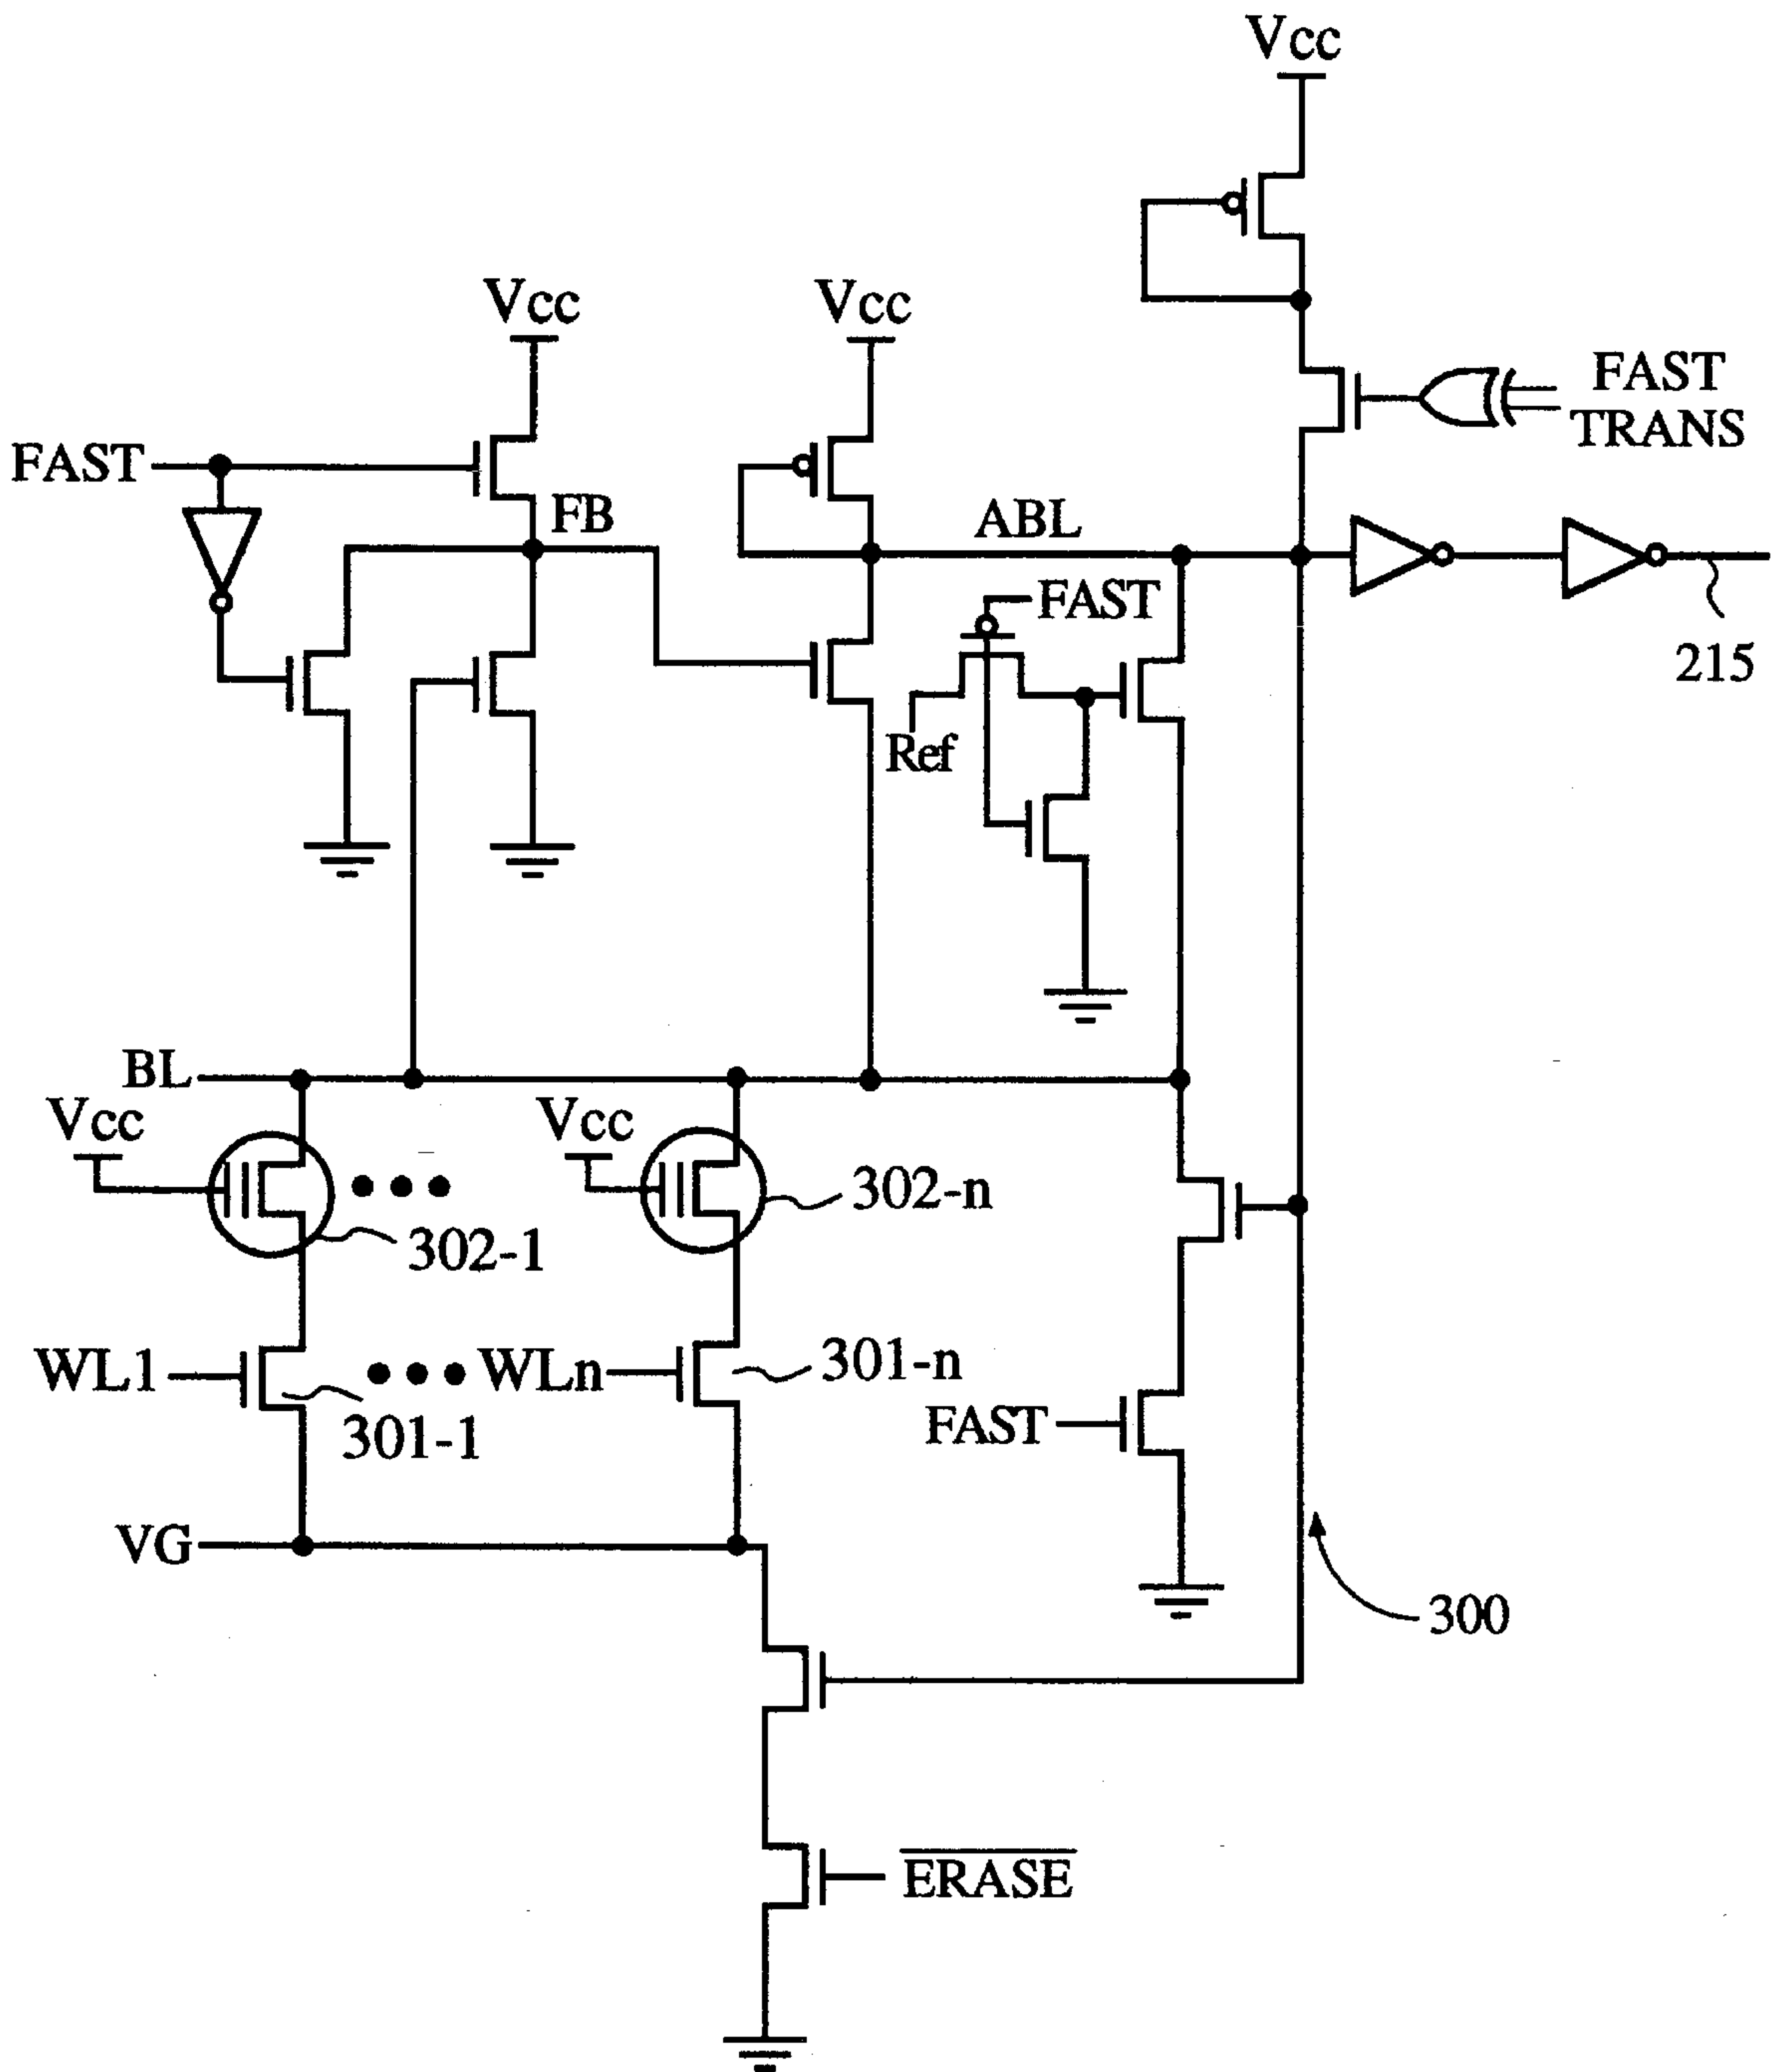 Vcc
Vcc
Vcc
FAST
TRANS
FAST
FB
ABL
FAST
215
Ref
BL
Vcc
Vcc
302-n
302-1
WL1
WLn
301-n
301-1
FAST
VG
300
ERASE